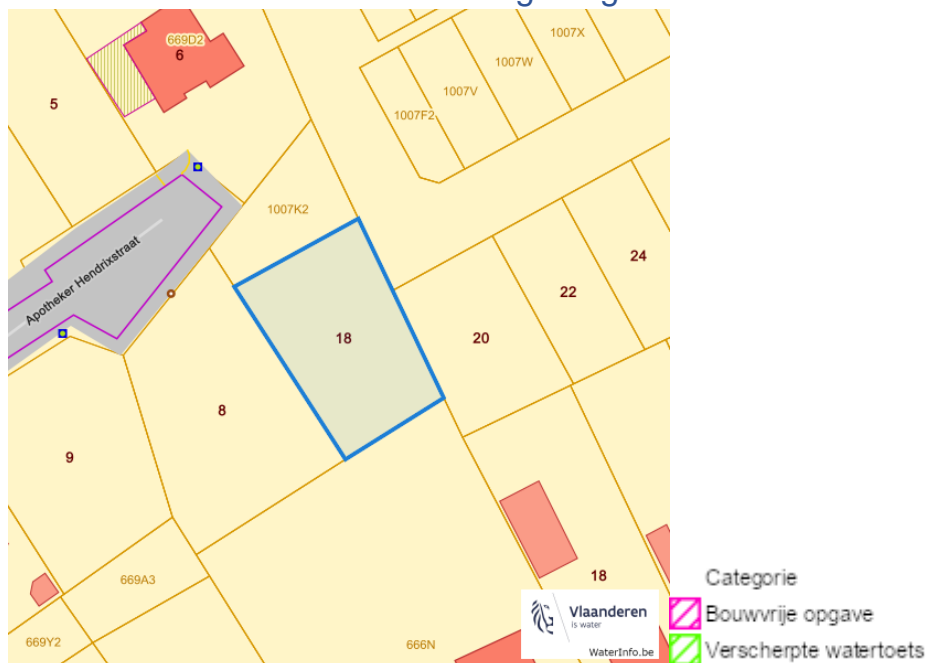 1007X
669D2
6
1007W
5
1007V
1007F2
1007K2
24
Apotheker Hendrixstraat
22
18
20
8
9
18
Categorie
669A3
Vlaanderen
is water
Bouwvrije opgave
669Y2
666N
WaterInfo.be
Verscherpte watertoets